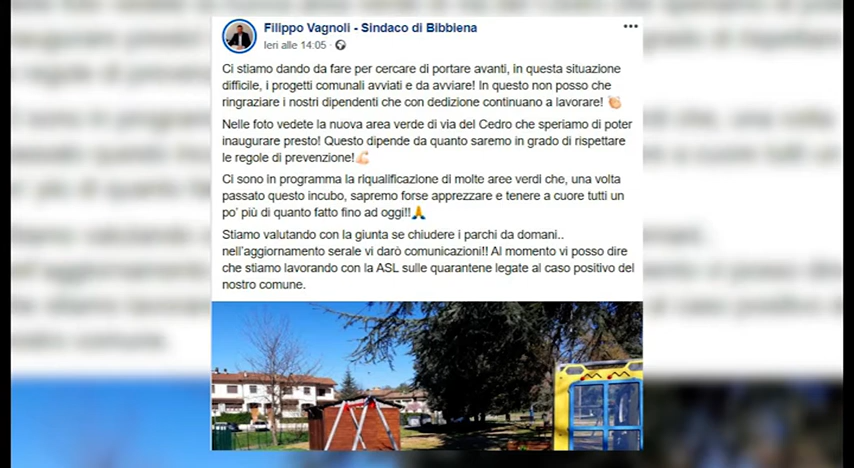 Filippo Vagnoli - Sindaco di Bibbiena
Ieri alle 14:05 ·
Ci stiamo dando da fare per cercare di portare avanti, in questa situazione
difficile, i progetti comunali avviati e da avviare! In questo non posso che
ringraziare i nostri dipendenti che con dedizione continuano a lavorare! 👏🏻
Nelle foto vedete la nuova area verde di via del Cedro che speriamo di poter
inaugurare presto! Questo dipende da quanto saremo in grado di rispettare
le regole di prevenzione!💪🏻
Ci sono in programma la riqualificazione di molte aree verdi che, una volta
passato questo incubo, sapremo forse apprezzare e tenere a cuore tutti un
po' più di quanto fatto fino ad oggi!!🙏
Stiamo valutando con la giunta se chiudere i parchi da domani..
nell'aggiornamento serale vi darò comunicazioni!! Al momento vi posso dire
che stiamo lavorando con la ASL sulle quarantene legate al caso positivo del
nostro comune.